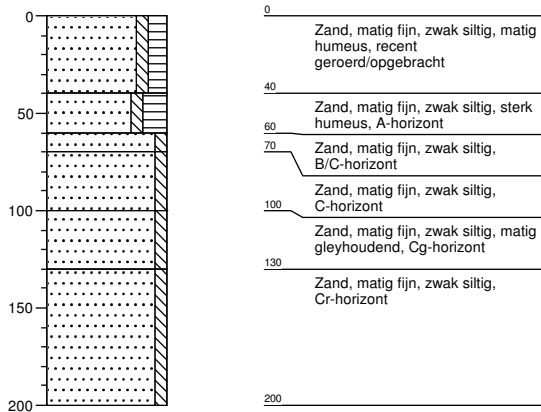 0
50
100
150
200
0
Zand, matig fijn, zwak siltig, matig
humeus, recent
geroerd/opgebracht
40
Zand, matig fijn, zwak siltig, sterk
humeus, A-horizont
60
Zand, matig fijn, zwak siltig,
B/C-horizont
70
Zand, matig fijn, zwak siltig,
C-horizont
100
Zand, matig fijn, zwak siltig, matig
gleyhoudend, Cg-horizont
130
Zand, matig fijn, zwak siltig,
Cr-horizont
200